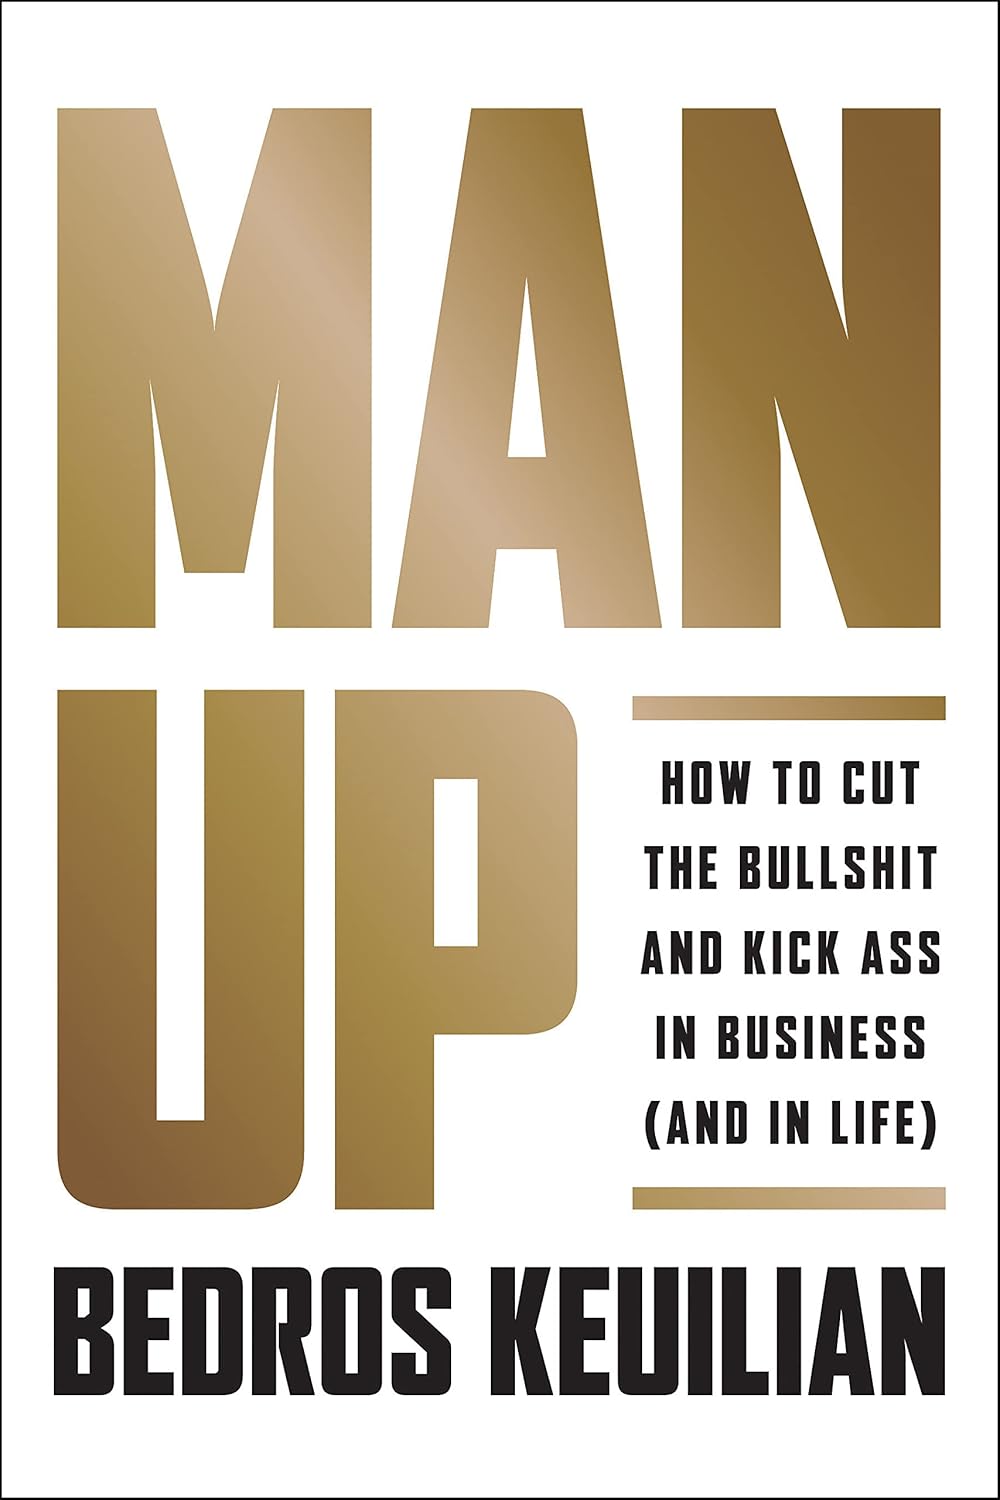 MAN
UP
HOW TO CUT
THE BULLSHIT
AND KICK ASS
IN BUSINESS
(AND IN LIFE)
BEDROS KEUILIAN